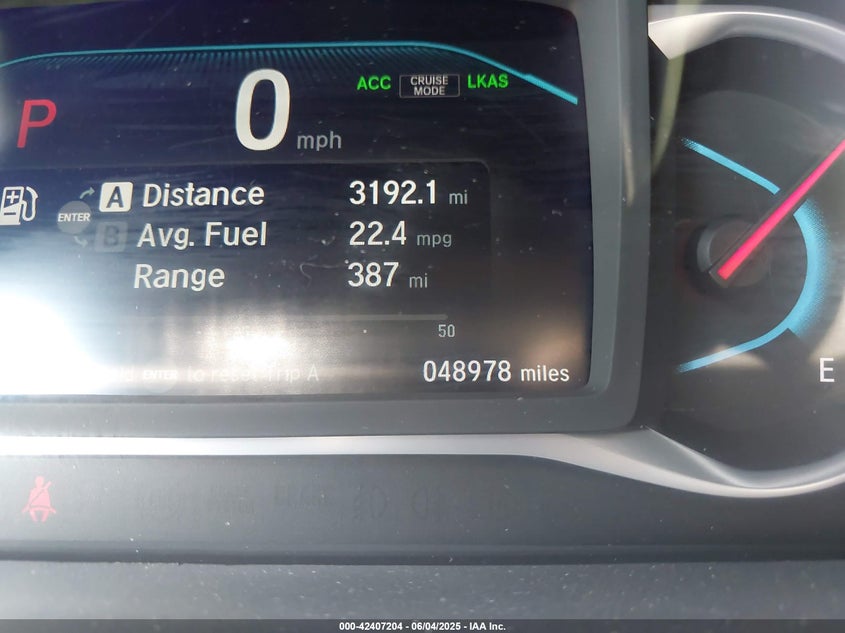 ACC CRUISE MODE LKAS
P 0 mph
A Distance 3192.1 mi
ENTER
B Avg. Fuel 22.4 mpg
Range 387 mi
50
ENTER to reset Trip A 048978 miles
E
000-42407204 - 06/04/2025 - IAA Inc.